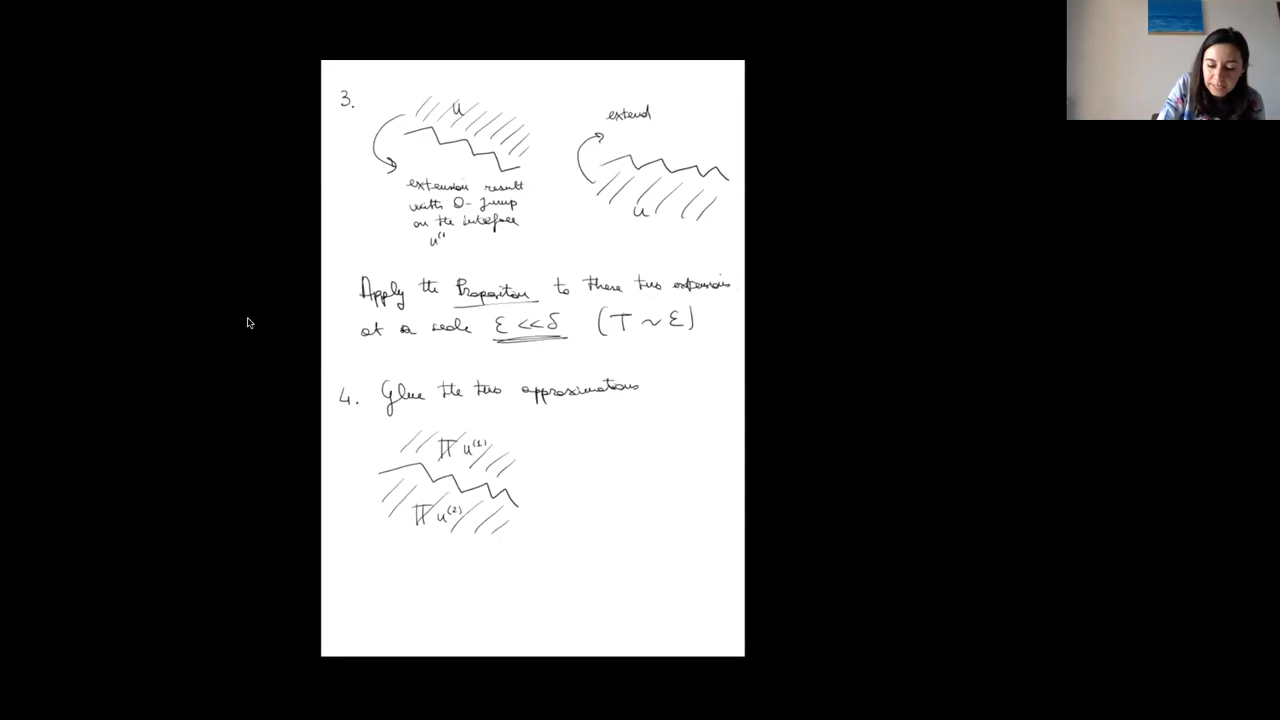 3.
u
extension result
with 0-jump
on the interface
u⁽¹
extend
u
Apply the Proposition to these two extensions
at a scale ε << δ (T ~ ε)
4. Glue the two approximations
Π u⁽¹⁾
Π u⁽²⁾